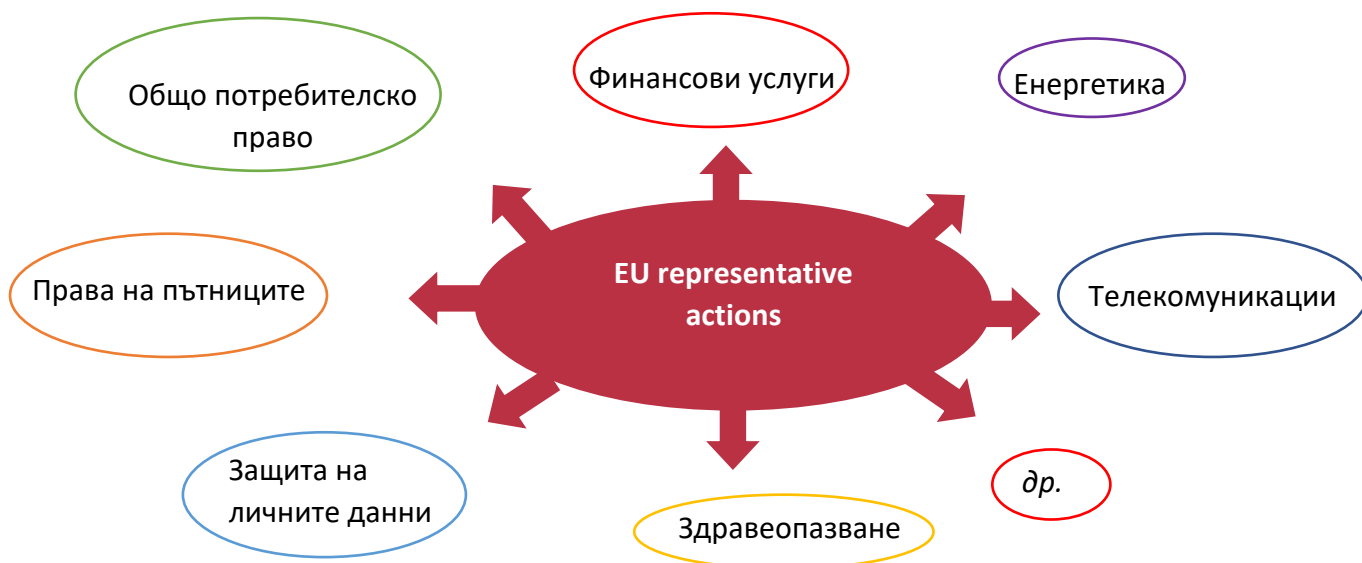 Общо потребителско
право
Финансови услуги
Енергетика
Права на пътниците
EU representative
actions
Телекомуникации
Защита на
личните данни
Здравеопазване
др.